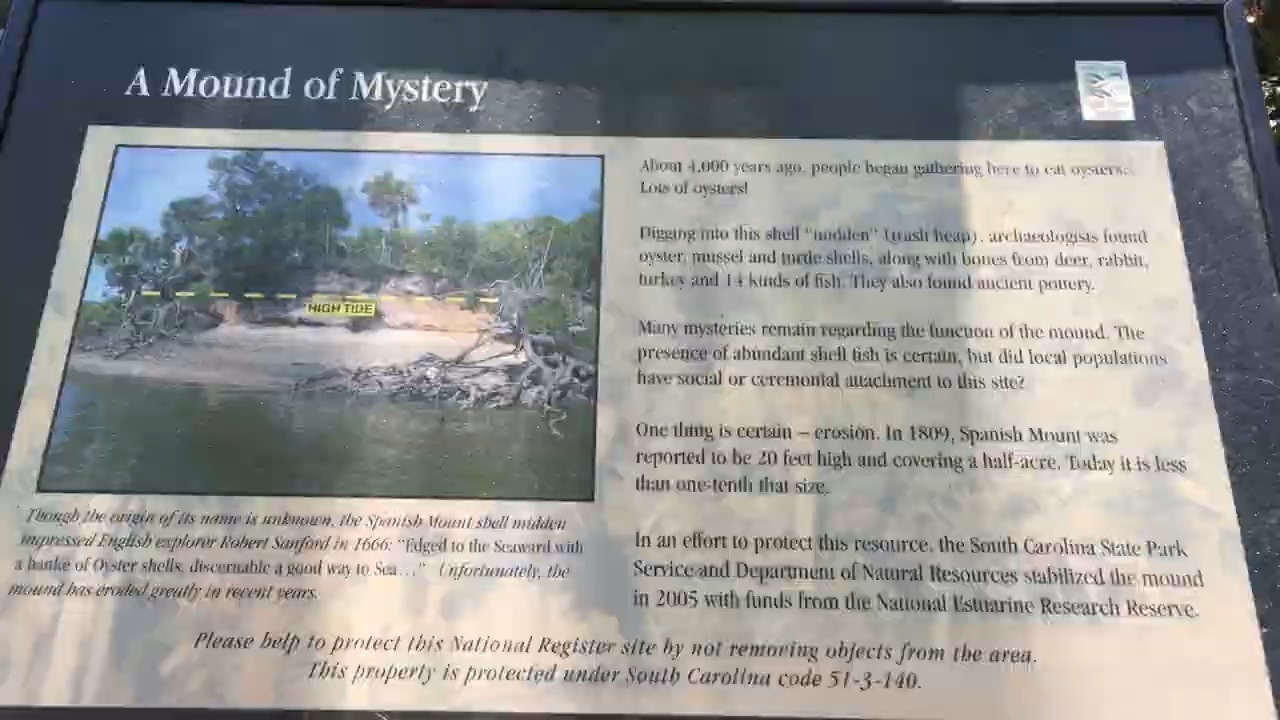 A Mound of Mystery
About 4,000 years ago, people began gathering here to eat oysters.
Lots of oysters!
Digging into this shell "midden" (trash heap), archaeologists found
oyster, mussel and turtle shells, along with bones from deer, rabbit,
turkey and 14 kinds of fish. They also found ancient pottery.
Many mysteries remain regarding the function of the mound. The
presence of abundant shell fish is certain, but did local populations
have social or ceremonial attachment to this site?
One thing is certain – erosion. In 1809, Spanish Mount was
reported to be 20 feet high and covering a half-acre. Today it is less
than one-tenth that size.
In an effort to protect this resource, the South Carolina State Park
Service and Department of Natural Resources stabilized the mound
in 2005 with funds from the National Estuarine Research Reserve.
HIGH TIDE
Though the origin of its name is unknown, the Spanish Mount shell midden
impressed English explorer Robert Sanford in 1666: "Edged to the Seaward with
a banke of Oyster shells, discernable a good way to Sea…" Unfortunately, the
mound has eroded greatly in recent years.
Please help to protect this National Register site by not removing objects from the area.
This property is protected under South Carolina code 51-3-140.